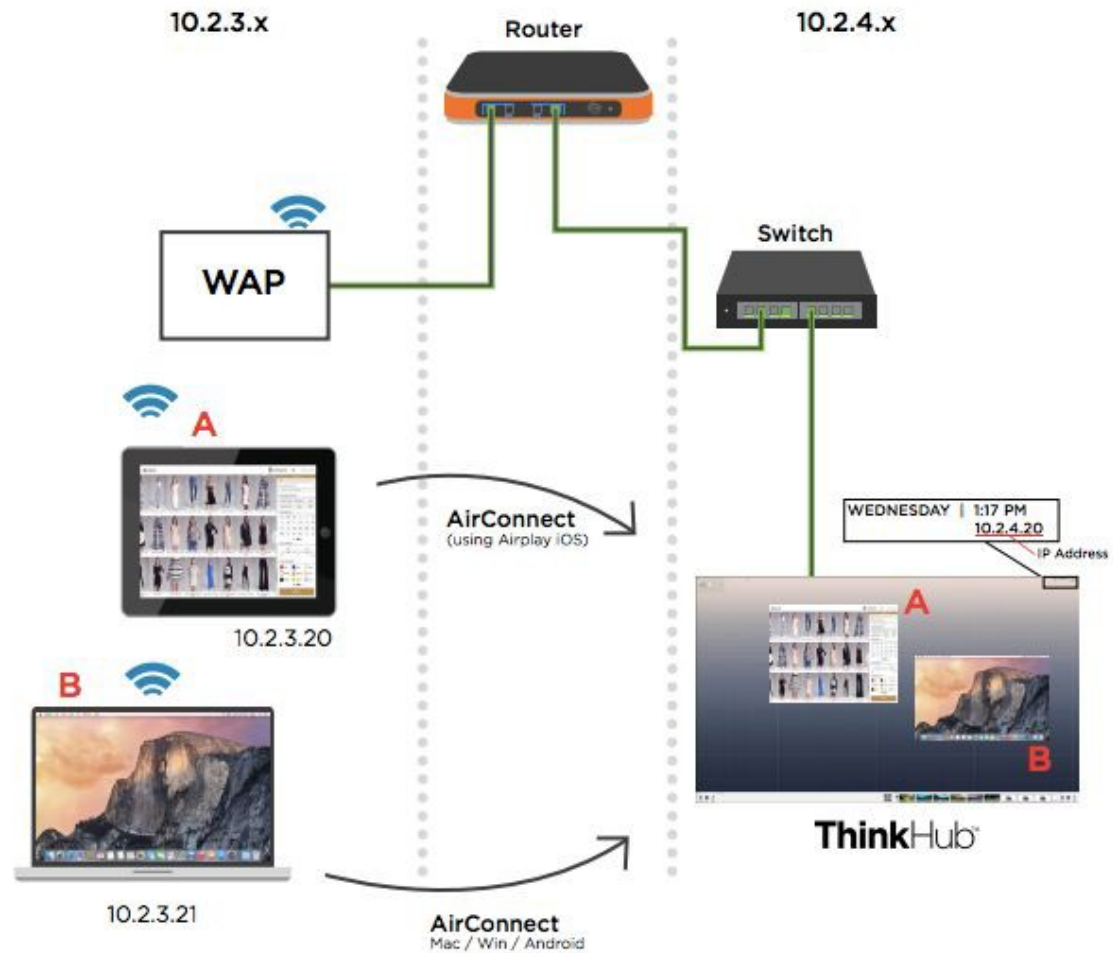 10.2.3.x
Router
10.2.4.x
WAP
Switch
A
AirConnect
(using Airplay iOS)
WEDNESDAY | 1:17 PM
10.2.4.20
IP Address
A
10.2.3.20
B
B
ThinkHub™
10.2.3.21
AirConnect
Mac / Win / Android